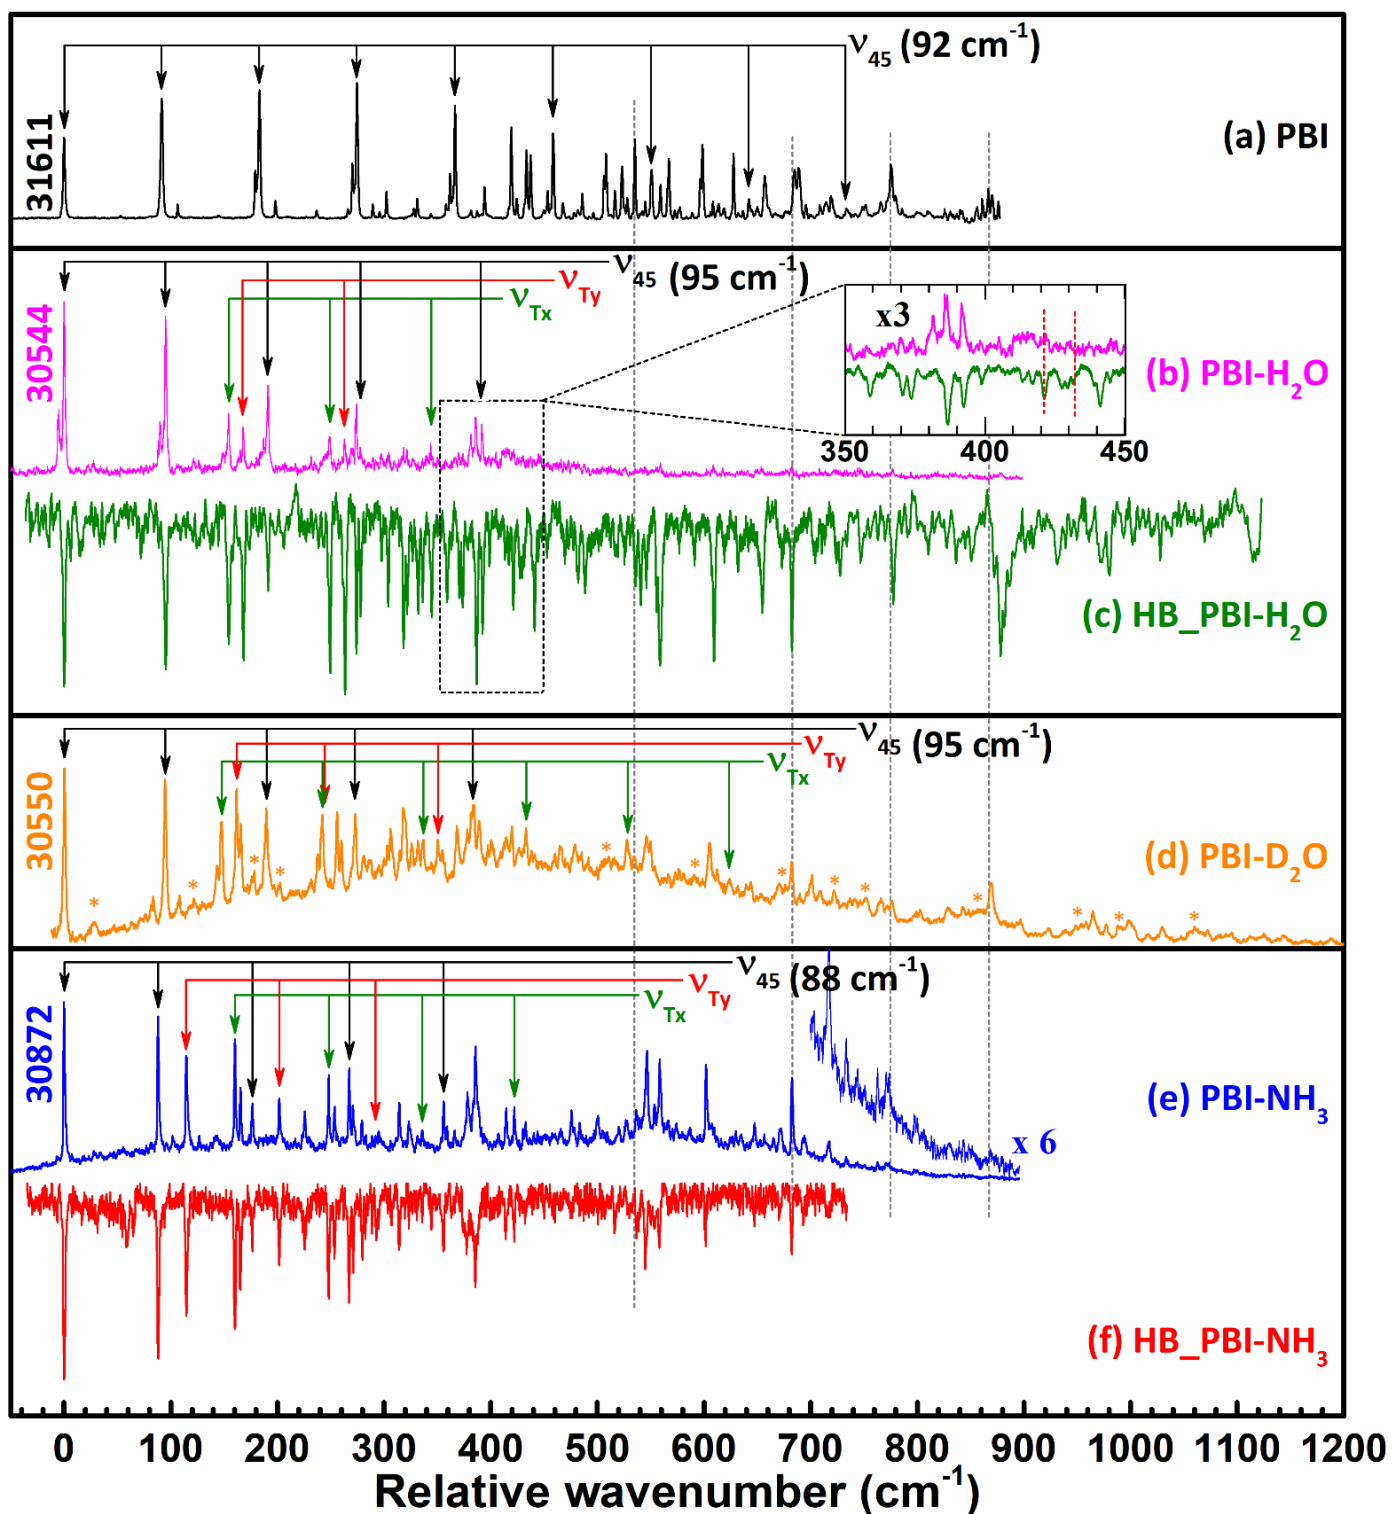 ν45 (92 cm-1)
31611
(a) PBI
ν45 (95 cm-1)
νTy
νTx
30544
x3
350 400 450
(b) PBI-H2O
(c) HB_PBI-H2O
ν45 (95 cm-1)
νTy
νTx
30550
* * * * * * * * * * * *
(d) PBI-D2O
ν45 (88 cm-1)
νTy
νTx
30872
(e) PBI-NH3
x 6
(f) HB_PBI-NH3
0 100 200 300 400 500 600 700 800 900 1000 1100 1200
Relative wavenumber (cm-1)